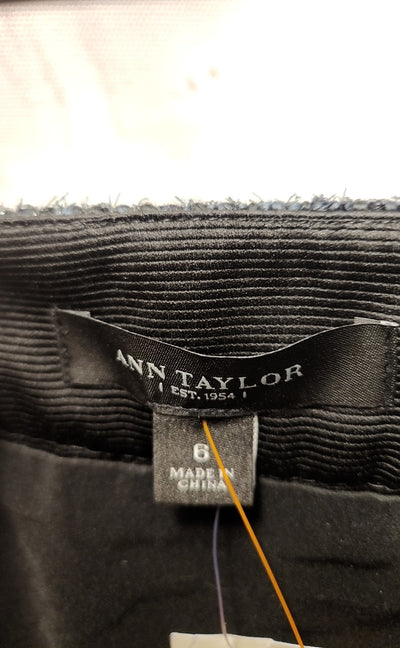 ANN TAYLOR
EST. 1954
6
MADE IN
CHINA